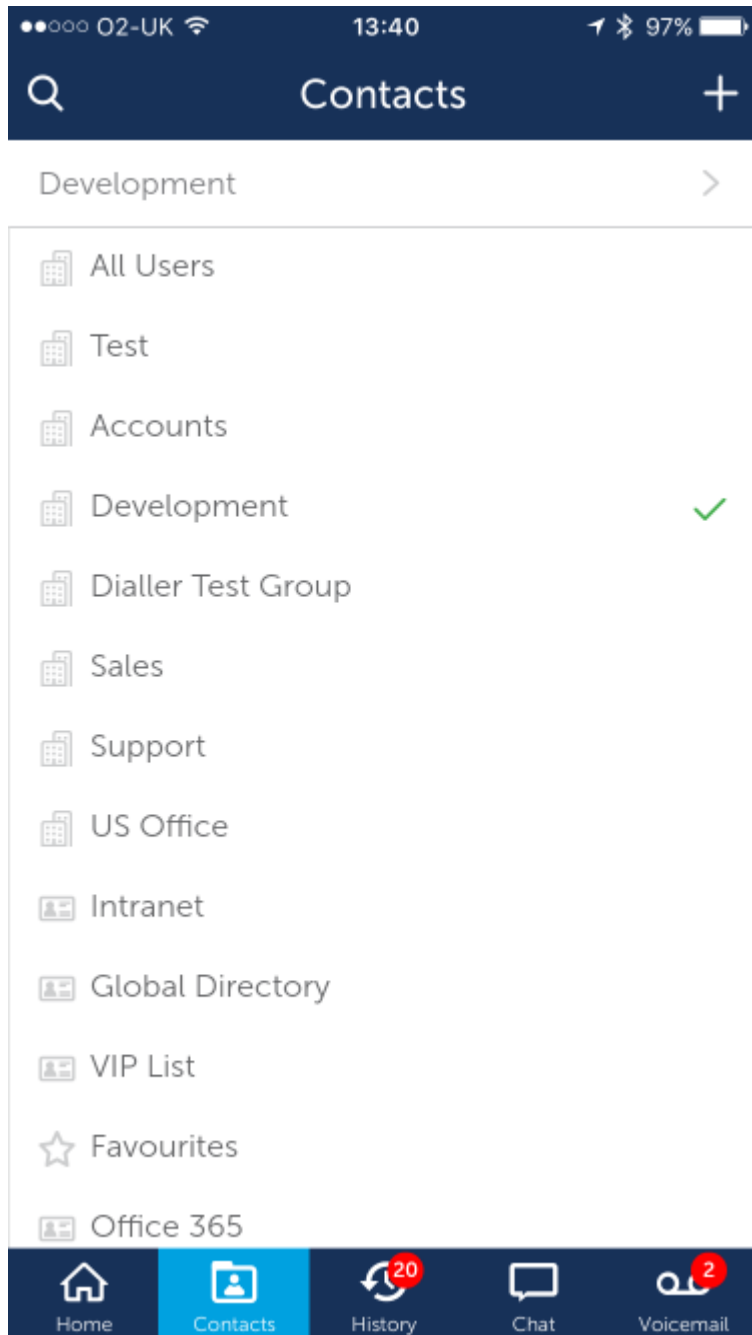 O2-UK 13:40 97%
Contacts
Development
All Users
Test
Accounts
Development
Dialler Test Group
Sales
Support
US Office
Intranet
Global Directory
VIP List
Favourites
Office 365
20 2
Home Contacts History Chat Voicemail